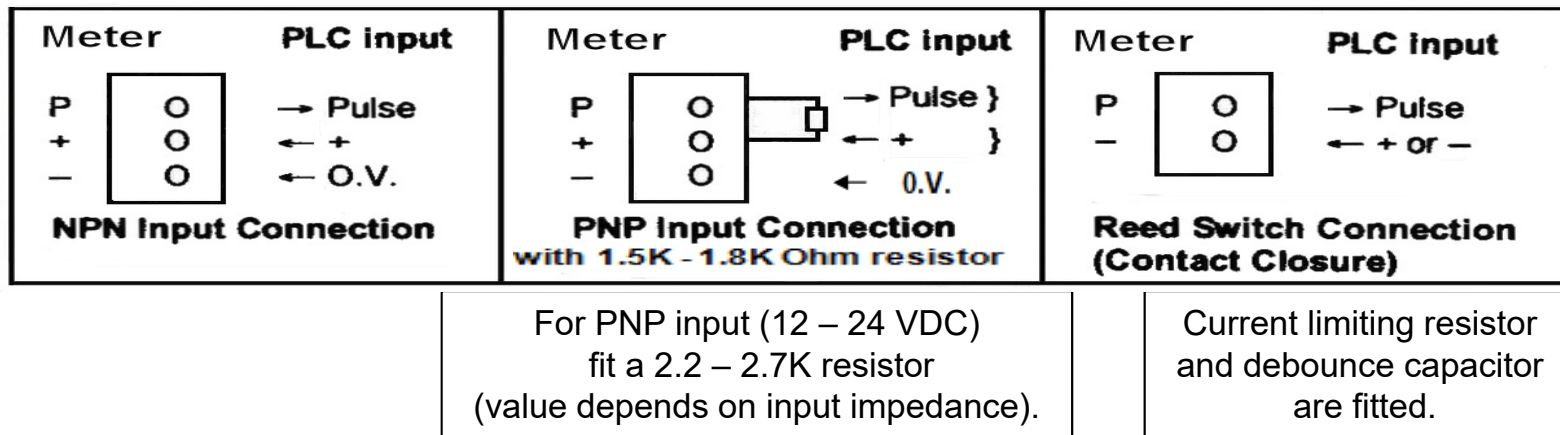 Meter PLC input
P O → Pulse
+ O ← +
– O ← O.V.
NPN Input Connection
Meter PLC input
P O → Pulse }
+ O ← + }
– O ← 0.V.
PNP Input Connection
with 1.5K - 1.8K Ohm resistor
Meter PLC input
P O → Pulse
– O ← + or –
Reed Switch Connection
(Contact Closure)
For PNP input (12 – 24 VDC)
fit a 2.2 – 2.7K resistor
(value depends on input impedance).
Current limiting resistor
and debounce capacitor
are fitted.